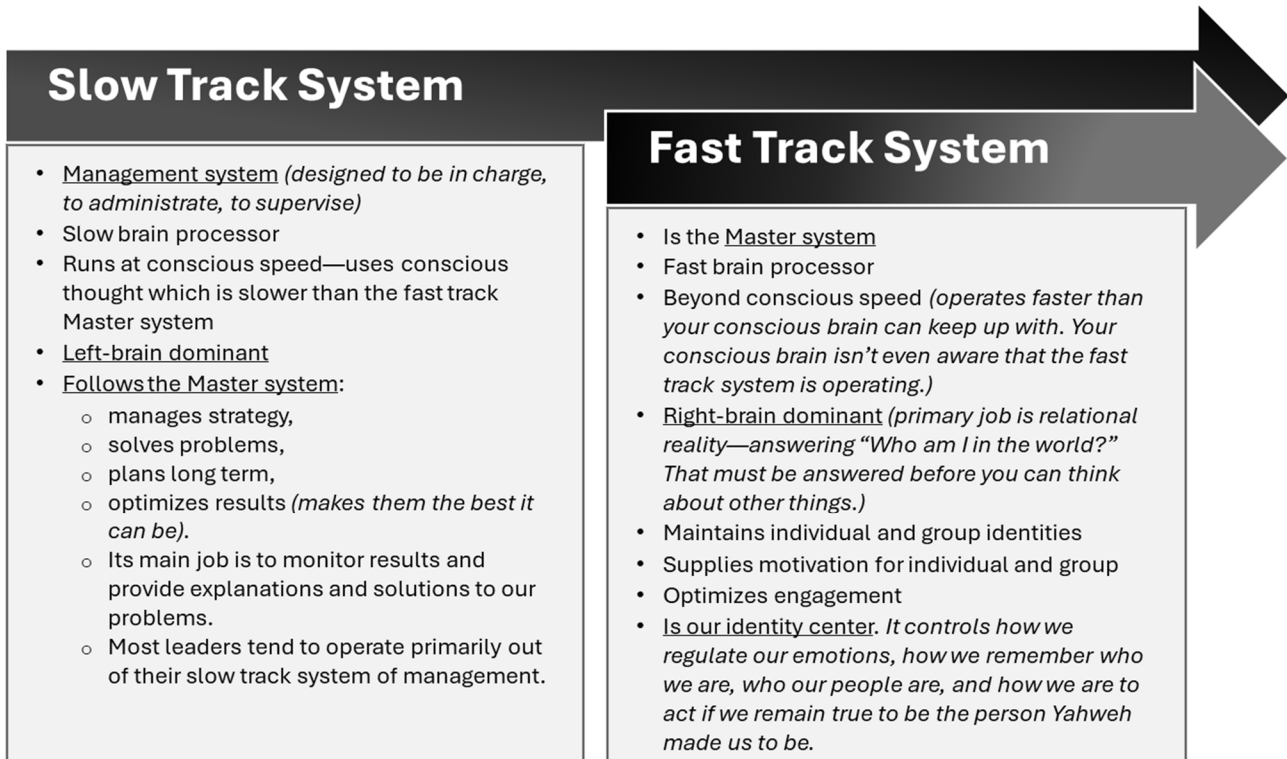 Slow Track System
• Management system (designed to be in charge,
to administrate, to supervise)
• Slow brain processor
• Runs at conscious speed—uses conscious
thought which is slower than the fast track
Master system
• Left-brain dominant
• Follows the Master system:
o manages strategy,
o solves problems,
o plans long term,
o optimizes results (makes them the best it
can be).
o Its main job is to monitor results and
provide explanations and solutions to our
problems.
o Most leaders tend to operate primarily out
of their slow track system of management.
Fast Track System
• Is the Master system
• Fast brain processor
• Beyond conscious speed (operates faster than
your conscious brain can keep up with. Your
conscious brain isn’t even aware that the fast
track system is operating.)
• Right-brain dominant (primary job is relational
reality—answering “Who am I in the world?”
That must be answered before you can think
about other things.)
• Maintains individual and group identities
• Supplies motivation for individual and group
• Optimizes engagement
• Is our identity center. It controls how we
regulate our emotions, how we remember who
we are, who our people are, and how we are to
act if we remain true to be the person Yahweh
made us to be.